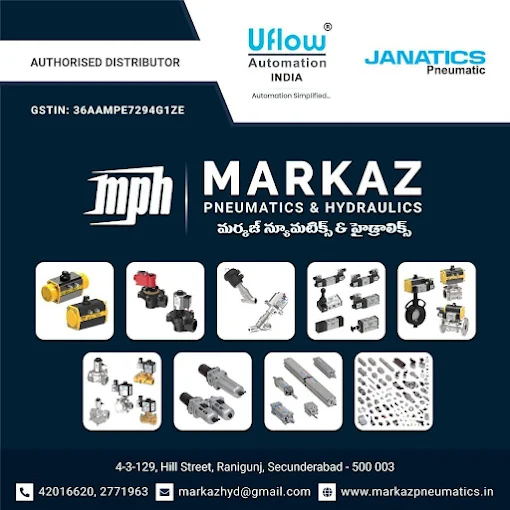 AUTHORISED DISTRIBUTOR
Uflow®
Automation
INDIA
Automation Simplified...
JANATICS
Pneumatic
GSTIN: 36AAMPE7294G1ZE
mph
MARKAZ
PNEUMATICS & HYDRAULICS
మర్కజ్ న్యూమటిక్స్ & హైడ్రాలిక్స్
4-3-129, Hill Street, Ranigunj, Secunderabad - 500 003
42016620, 2771963 markazhyd@gmail.com www.markazpneumatics.in